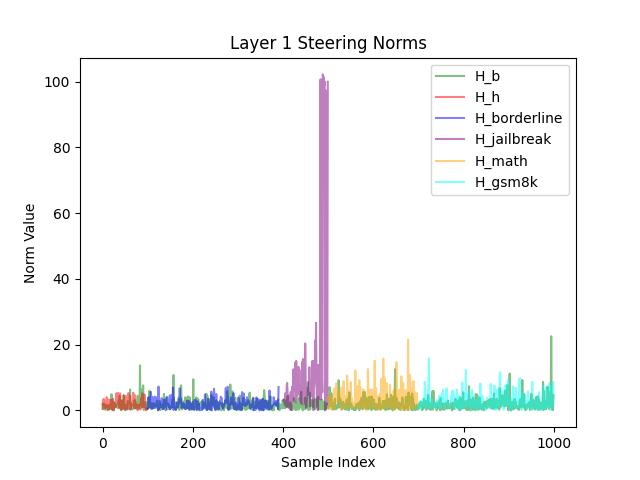 Layer 1 Steering Norms
H_b
H_h
H_borderline
H_jailbreak
H_math
H_gsm8k
Norm Value
100
80
60
40
20
0
0 200 400 600 800 1000
Sample Index